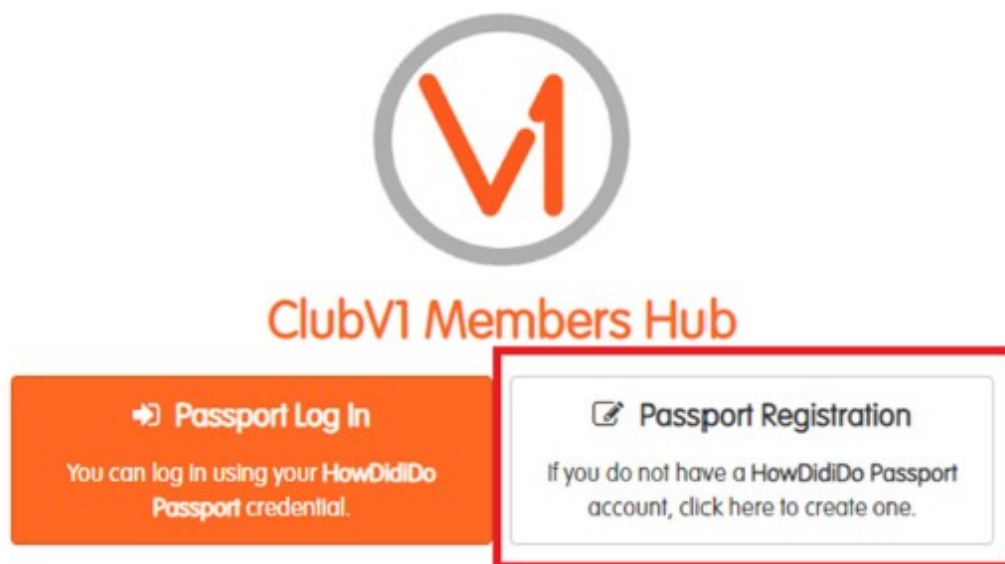 V1
ClubV1 Members Hub
Passport Log In
You can log in using your HowDidiDo
Passport credential.
Passport Registration
If you do not have a HowDidiDo Passport
account, click here to create one.